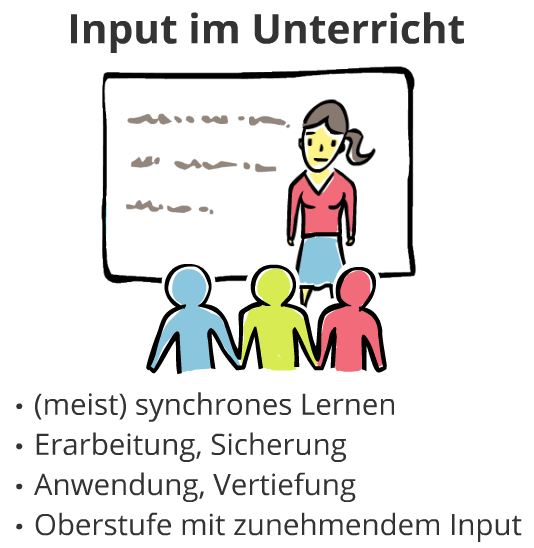 Input im Unterricht
• (meist) synchrones Lernen
• Erarbeitung, Sicherung
• Anwendung, Vertiefung
• Oberstufe mit zunehmendem Input